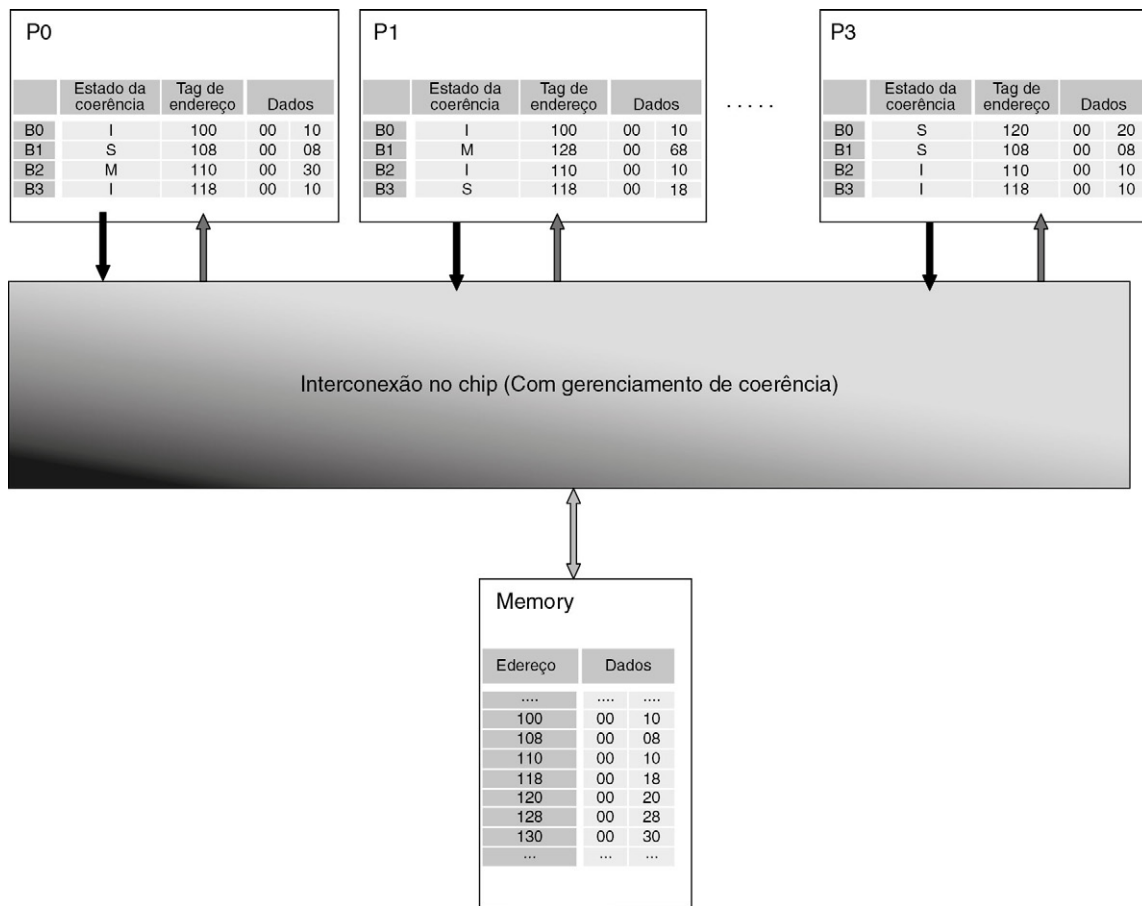 P0
Estado da coerência Tag de endereço Dados
B0 I 100 00 10
B1 S 108 00 08
B2 M 110 00 30
B3 I 118 00 10
P1
Estado da coerência Tag de endereço Dados
B0 I 100 00 10
B1 M 128 00 68
B2 I 110 00 10
B3 S 118 00 18
.....
P3
Estado da coerência Tag de endereço Dados
B0 S 120 00 20
B1 S 108 00 08
B2 I 110 00 10
B3 I 118 00 10
Interconexão no chip (Com gerenciamento de coerência)
Memory
Edereço Dados
.... .... ....
100 00 10
108 00 08
110 00 10
118 00 18
120 00 20
128 00 28
130 00 30
... ... ...